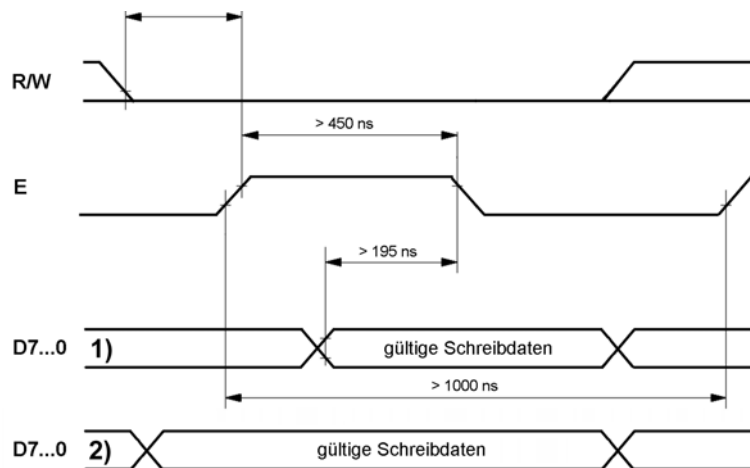 R/W
> 450 ns
E
> 195 ns
D7...0 1) gültige Schreibdaten
> 1000 ns
D7...0 2) gültige Schreibdaten